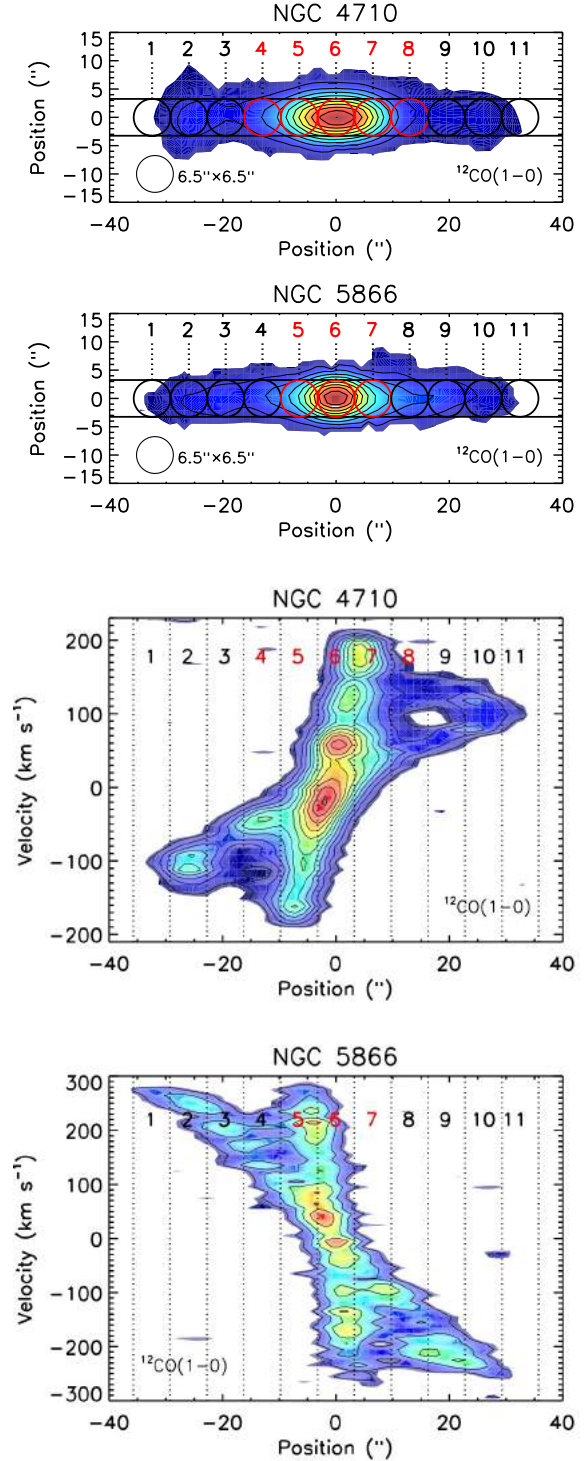 NGC 4710
1 2 3 4 5 6 7 8 9 10 11
15
10
5
0
−5
−10
−15
Position (")
6.5"×6.5"
¹²CO(1−0)
−40 −20 0 20 40
Position (")
NGC 5866
1 2 3 4 5 6 7 8 9 10 11
15
10
5
0
−5
−10
−15
Position (")
6.5"×6.5"
¹²CO(1−0)
−40 −20 0 20 40
Position (")
NGC 4710
200
100
0
−100
−200
Velocity (km s⁻¹)
1 2 3 4 5 6 7 8 9 10 11
¹²CO(1−0)
−40 −20 0 20 40
Position (")
NGC 5866
300
200
100
0
−100
−200
−300
Velocity (km s⁻¹)
1 2 3 4 5 6 7 8 9 10 11
¹²CO(1−0)
−40 −20 0 20 40
Position (")